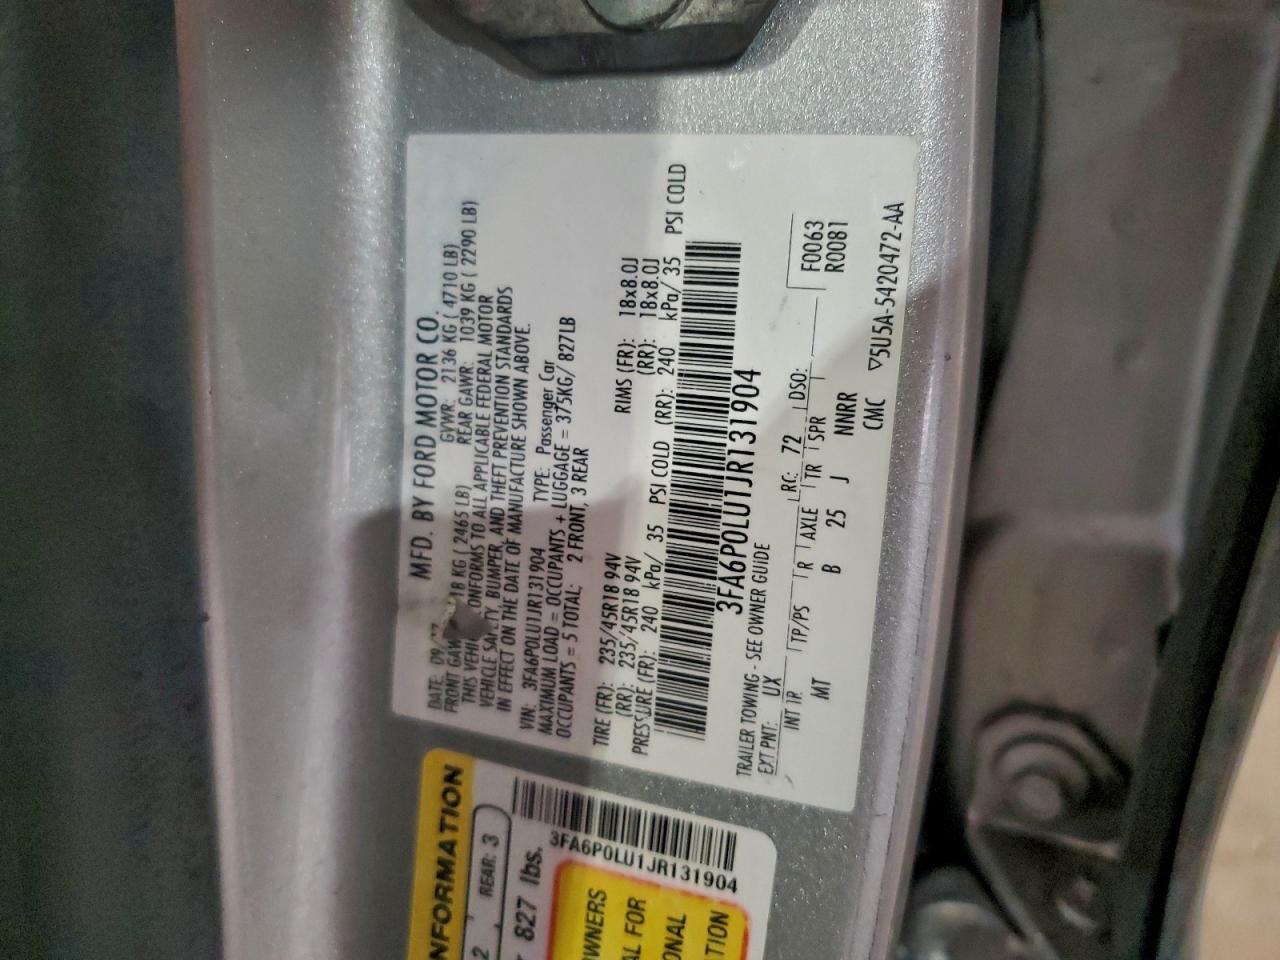 MFD. BY FORD MOTOR CO.
DATE: 09/
GVWR: 2136 KG ( 4710 LB)
FRONT GAW 18 KG ( 2465 LB)
REAR GAWR: 1039 KG ( 2290 LB)
THIS VEHIC ONFORMS TO ALL APPLICABLE FEDERAL MOTOR
VEHICLE SAFETY, BUMPER, AND THEFT PREVENTION STANDARDS
IN EFFECT ON THE DATE OF MANUFACTURE SHOWN ABOVE.
VIN: 3FA6P0LU1JR131904 TYPE: Passenger Car
MAXIMUM LOAD = OCCUPANTS + LUGGAGE = 375KG/ 827LB
OCCUPANTS = 5 TOTAL: 2 FRONT, 3 REAR
TIRE (FR): 235/45R18 94V RIMS (FR): 18x8.0J
(RR): 235/45R18 94V (RR): 18x8.0J
PRESSURE (FR): 240 kPa/ 35 PSI COLD (RR): 240 kPa/ 35 PSI COLD
3FA6P0LU1JR131904
TRAILER TOWING - SEE OWNER GUIDE
EXT PNT: UX RC: 72 DSO: F0063
INT TR TP/PS R AXLE TR SPR R0081
MT B 25 J NNRR
CMC ▽5U5A-5420472-AA
NFORMATION
2 REAR: 3
827 lbs.
3FA6P0LU1JR131904
WNERS
AL FOR
ONAL
TION